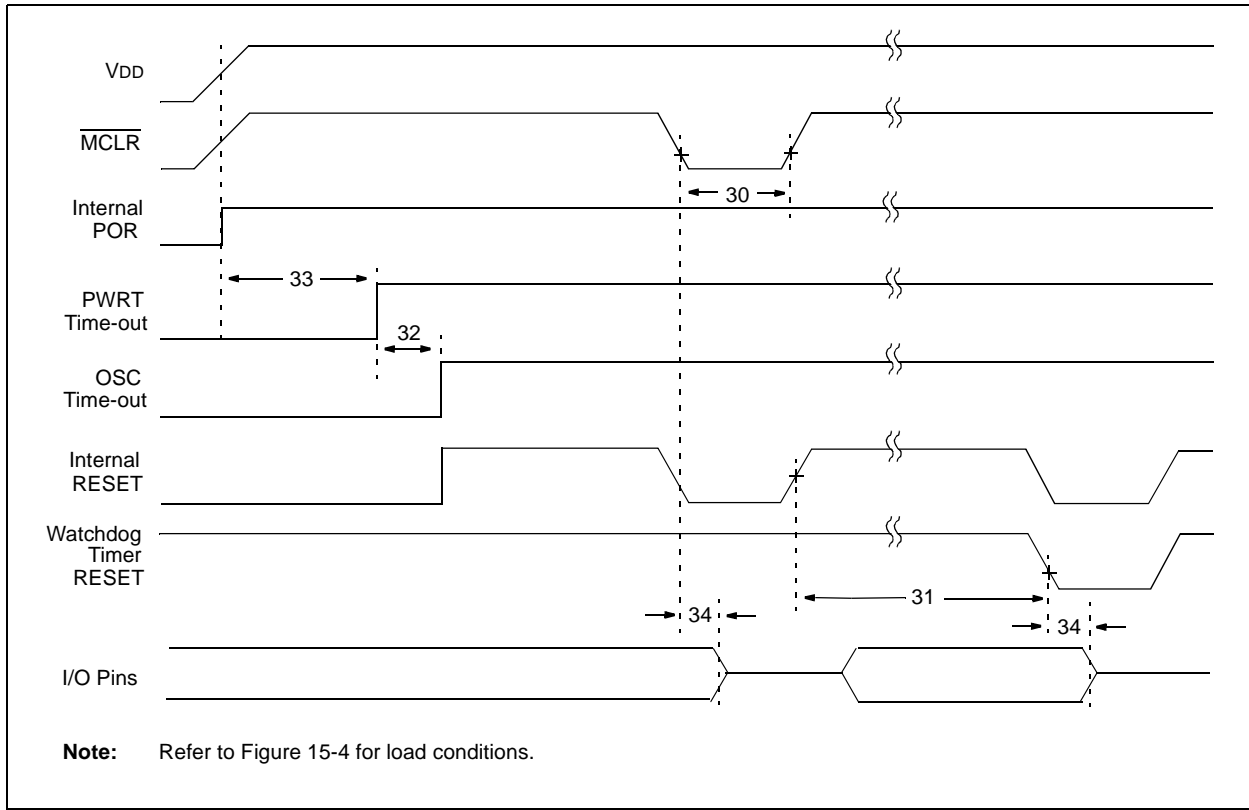 VDD
MCLR
Internal
POR
30
33
PWRT
Time-out
32
OSC
Time-out
Internal
RESET
Watchdog
Timer
RESET
31
34
34
I/O Pins
Note: Refer to Figure 15-4 for load conditions.